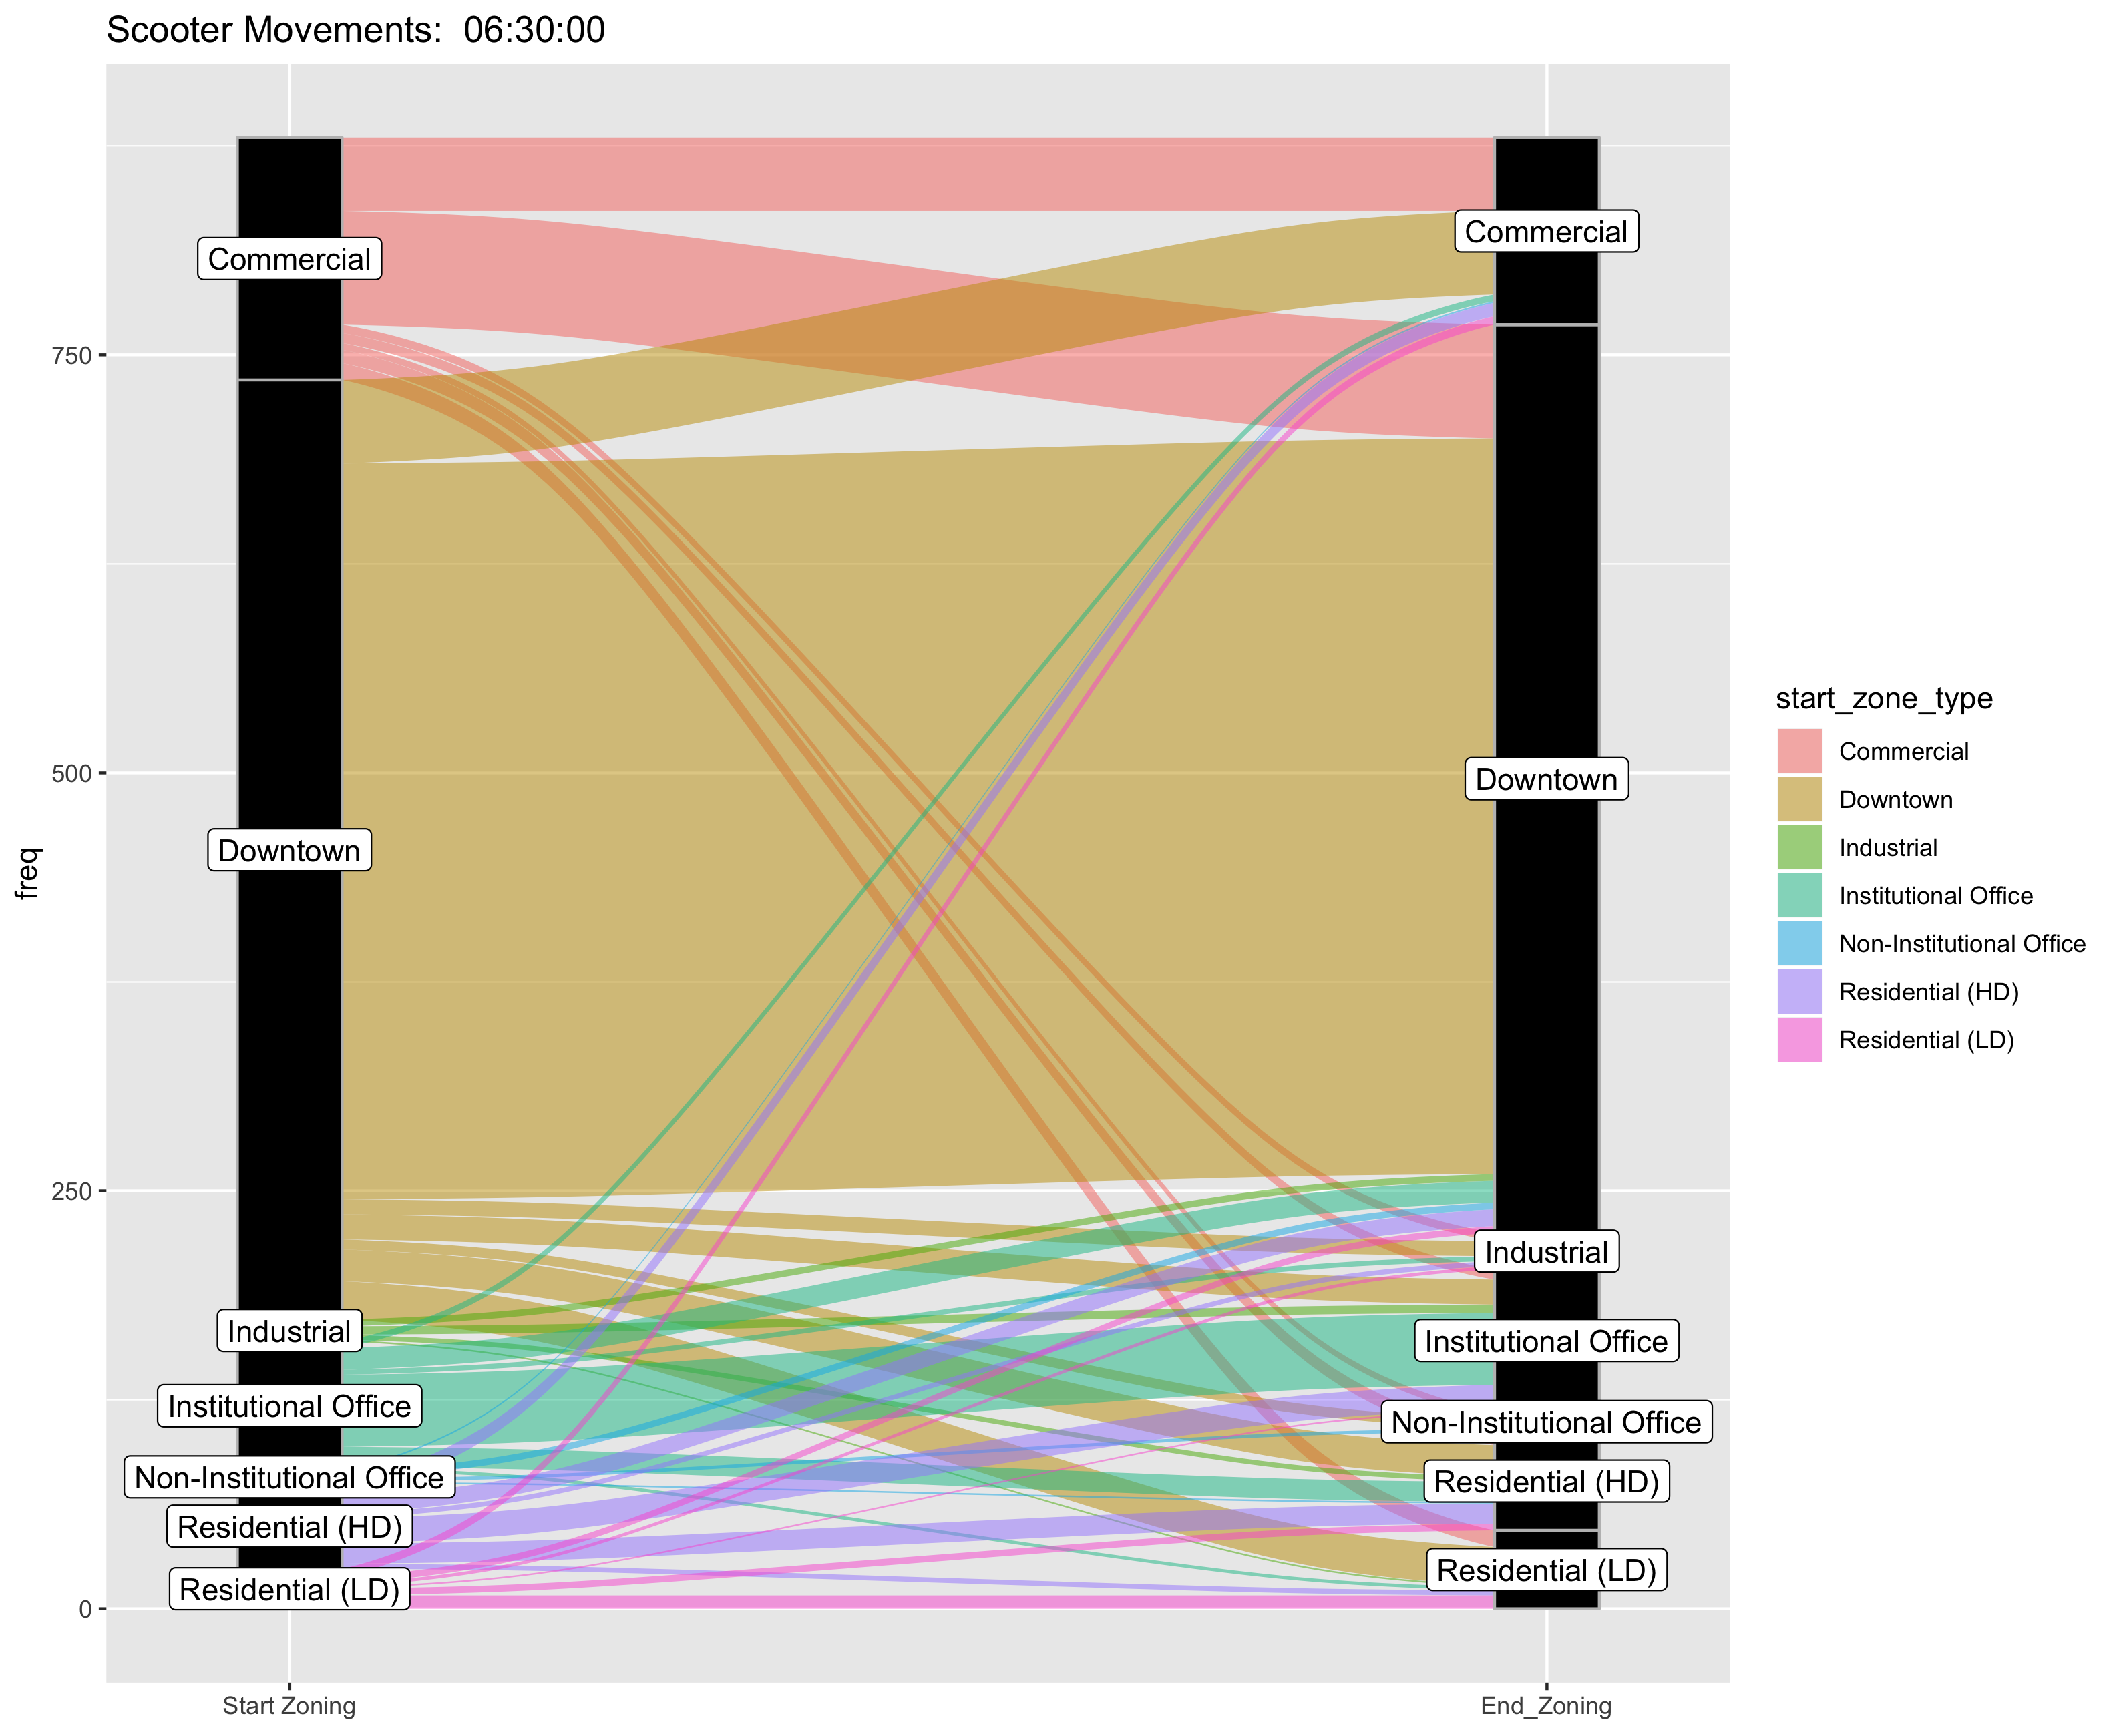 Scooter Movements:  06:30:00
freq
750
500
250
0
Commercial
Downtown
Industrial
Institutional Office
Non-Institutional Office
Residential (HD)
Residential (LD)
Commercial
Downtown
Industrial
Institutional Office
Non-Institutional Office
Residential (HD)
Residential (LD)
Start Zoning
End_Zoning
start_zone_type
Commercial
Downtown
Industrial
Institutional Office
Non-Institutional Office
Residential (HD)
Residential (LD)